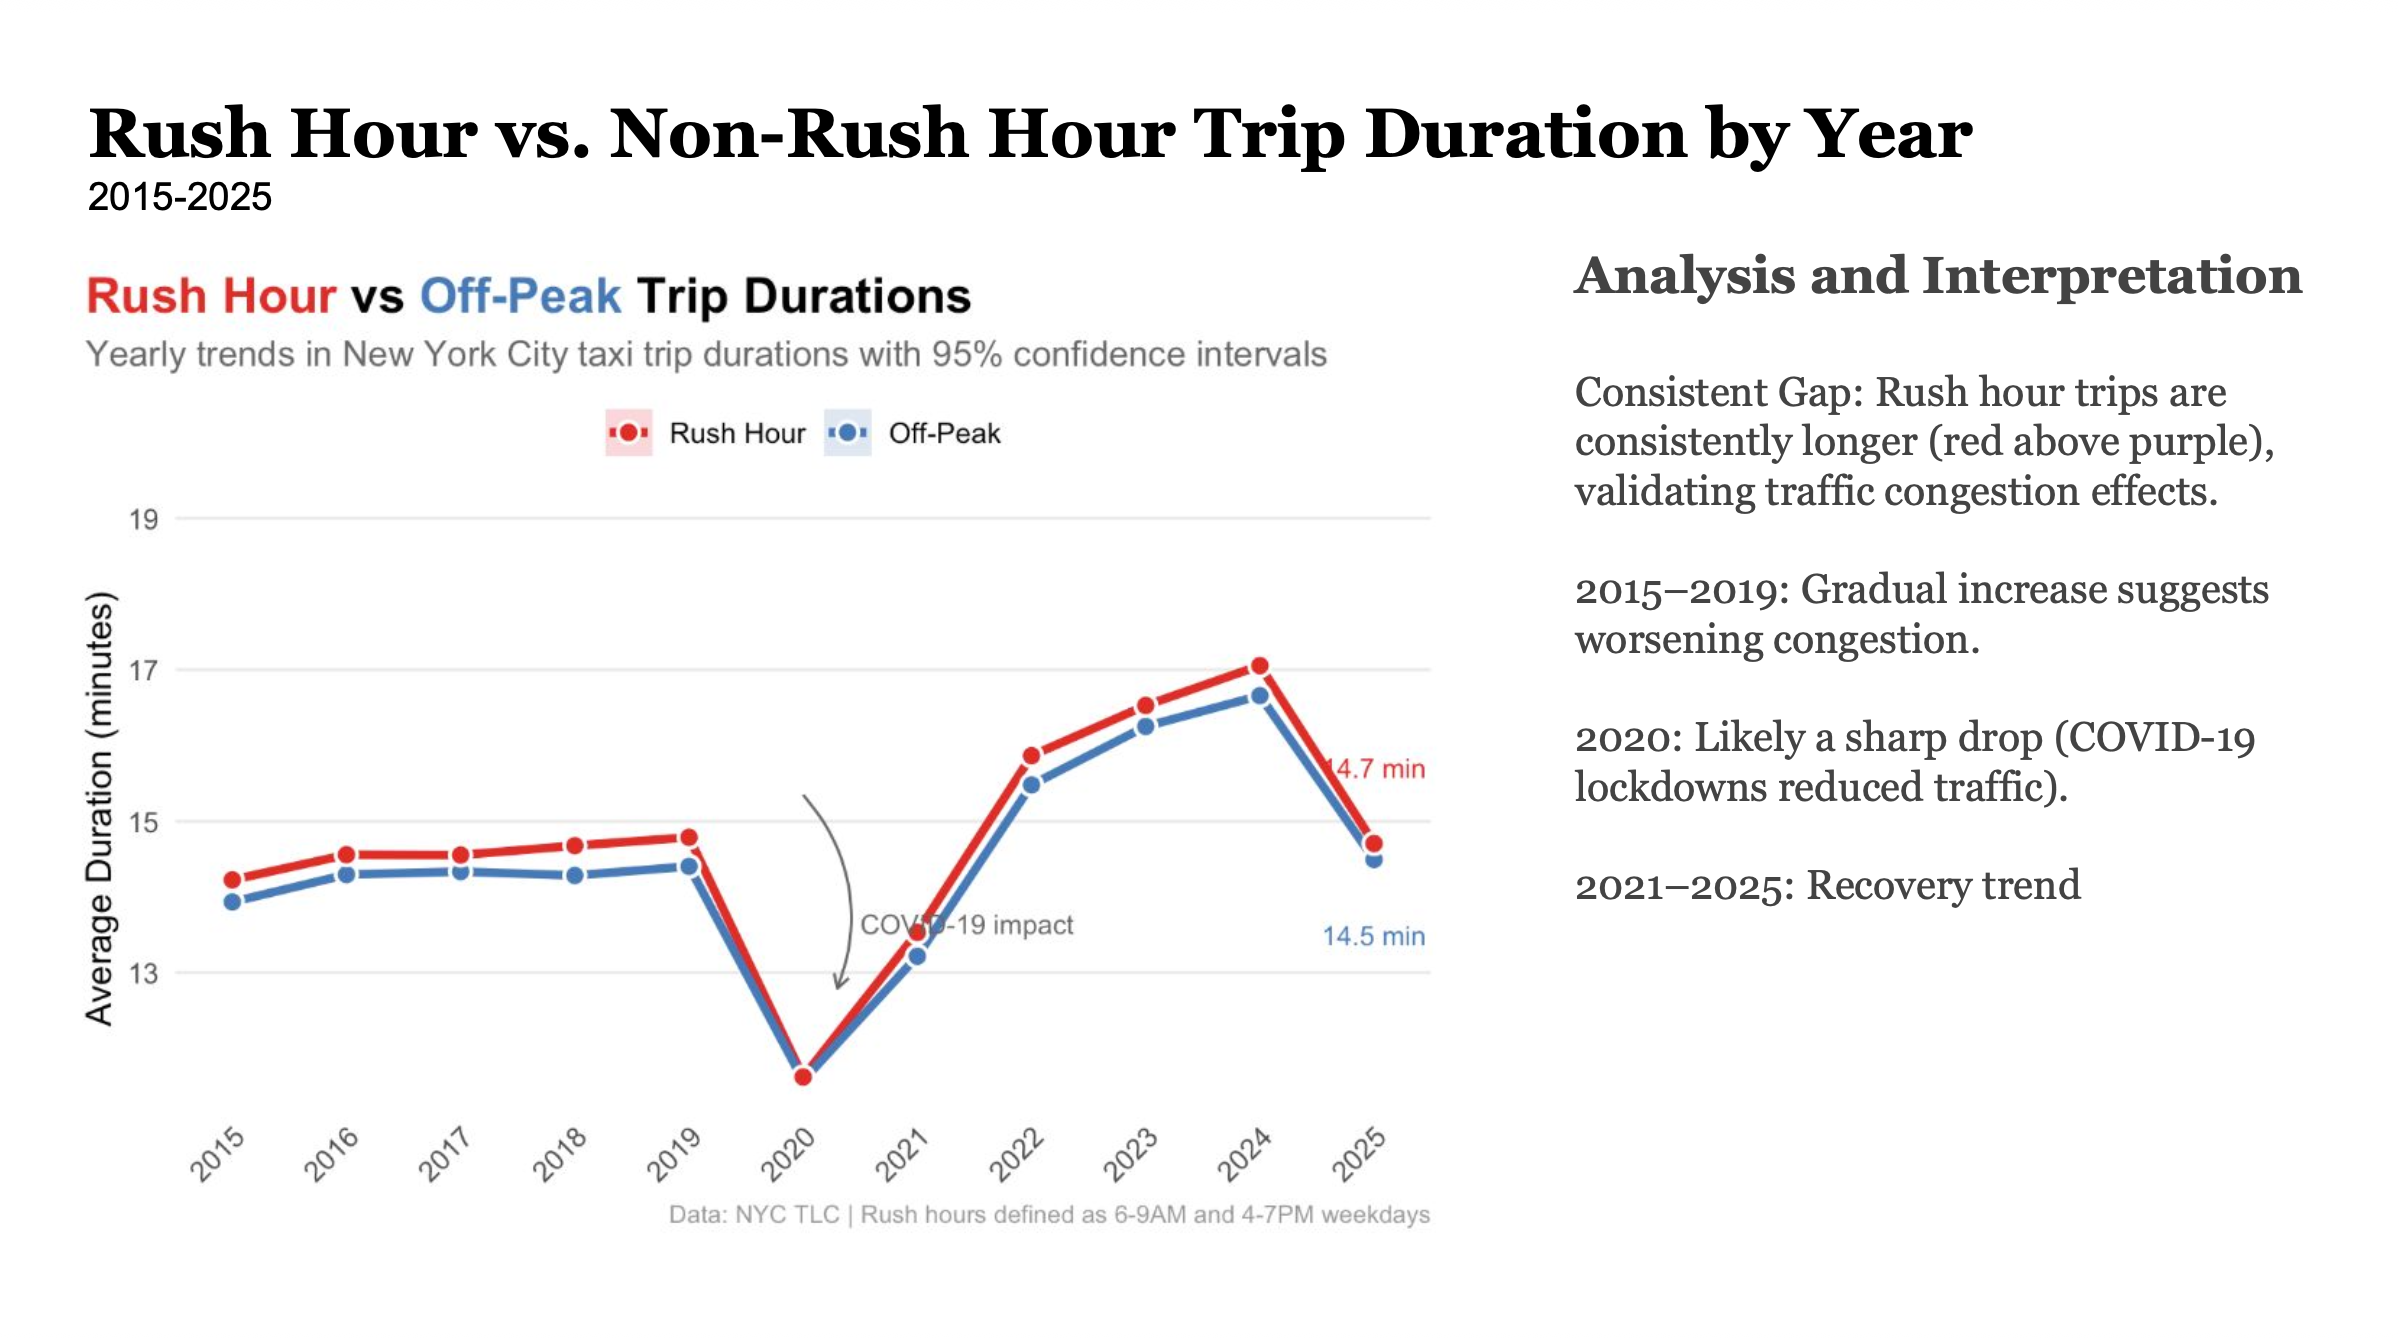 Rush Hour vs. Non-Rush Hour Trip Duration by Year
2015-2025
Rush Hour vs Off-Peak Trip Durations
Yearly trends in New York City taxi trip durations with 95% confidence intervals
Rush Hour
Off-Peak
Average Duration (minutes)
19
17
15
13
14.7 min
COVID-19 impact
14.5 min
2015
2016
2017
2018
2019
2020
2021
2022
2023
2024
2025
Data: NYC TLC | Rush hours defined as 6-9AM and 4-7PM weekdays
Analysis and Interpretation
Consistent Gap: Rush hour trips are
consistently longer (red above purple),
validating traffic congestion effects.
2015–2019: Gradual increase suggests
worsening congestion.
2020: Likely a sharp drop (COVID-19
lockdowns reduced traffic).
2021–2025: Recovery trend